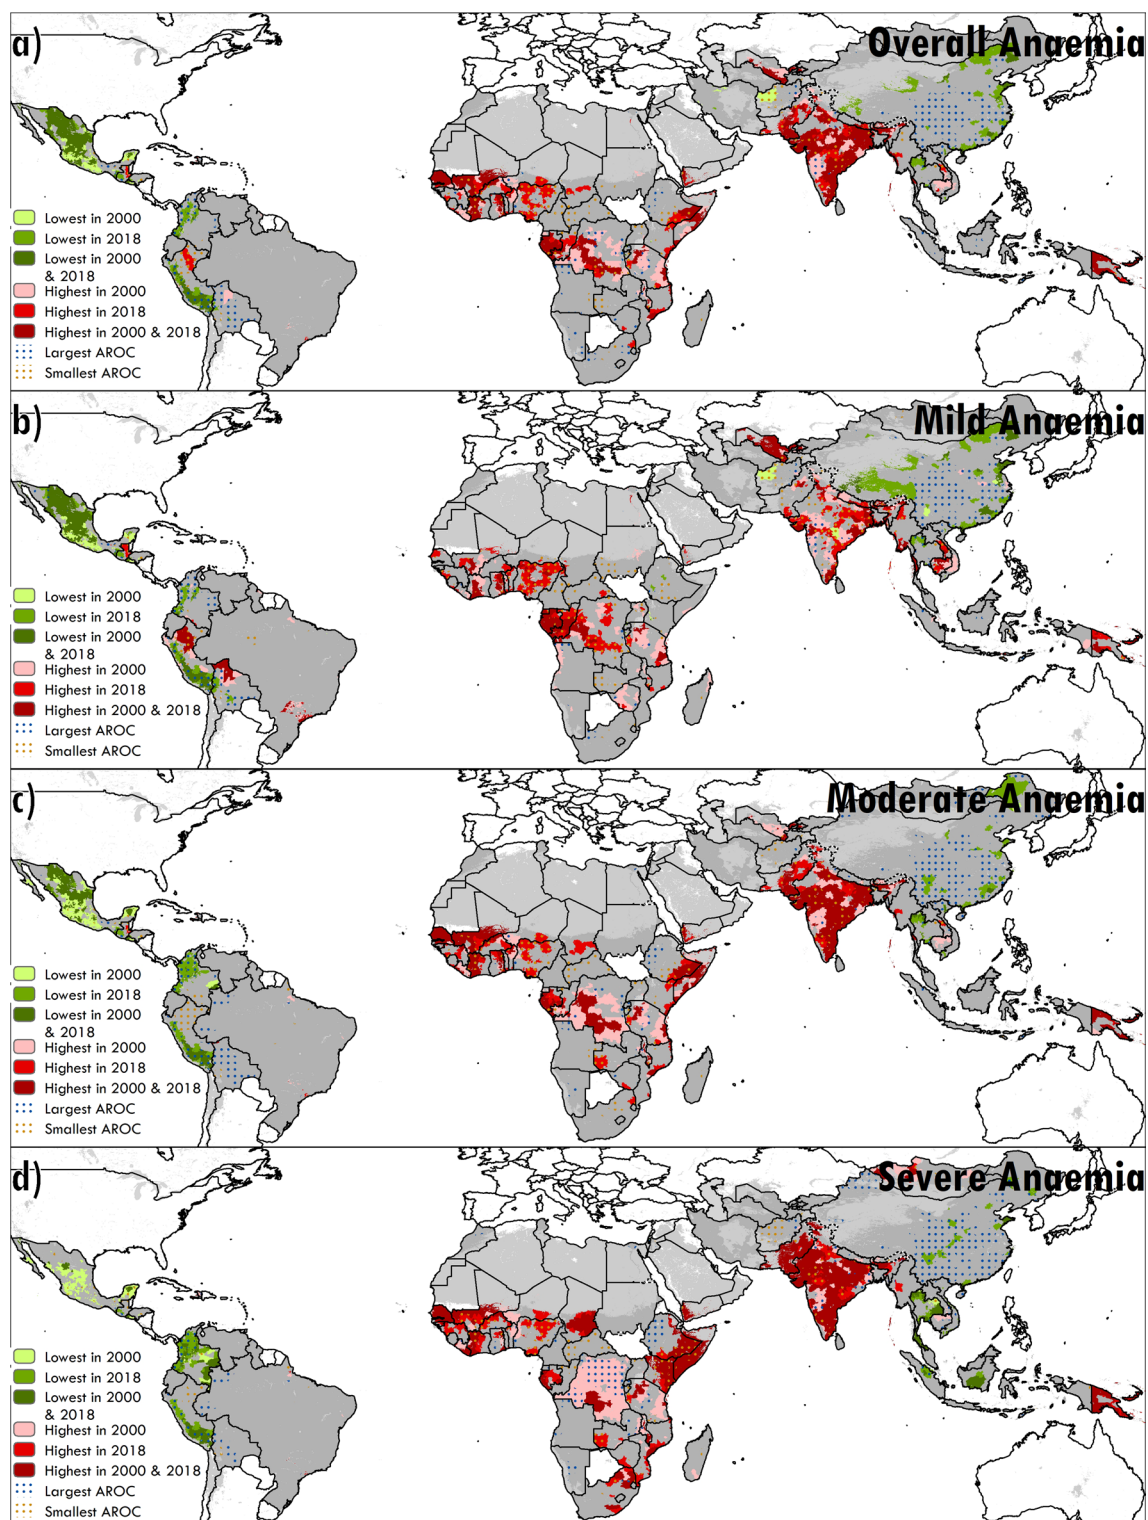 a)
Overall Anaemia
Lowest in 2000
Lowest in 2018
Lowest in 2000
& 2018
Highest in 2000
Highest in 2018
Highest in 2000 & 2018
Largest AROC
Smallest AROC
b)
Mild Anaemia
Lowest in 2000
Lowest in 2018
Lowest in 2000
& 2018
Highest in 2000
Highest in 2018
Highest in 2000 & 2018
Largest AROC
Smallest AROC
c)
Moderate Anaemia
Lowest in 2000
Lowest in 2018
Lowest in 2000
& 2018
Highest in 2000
Highest in 2018
Highest in 2000 & 2018
Largest AROC
Smallest AROC
d)
Severe Anaemia
Lowest in 2000
Lowest in 2018
Lowest in 2000
& 2018
Highest in 2000
Highest in 2018
Highest in 2000 & 2018
Largest AROC
Smallest AROC